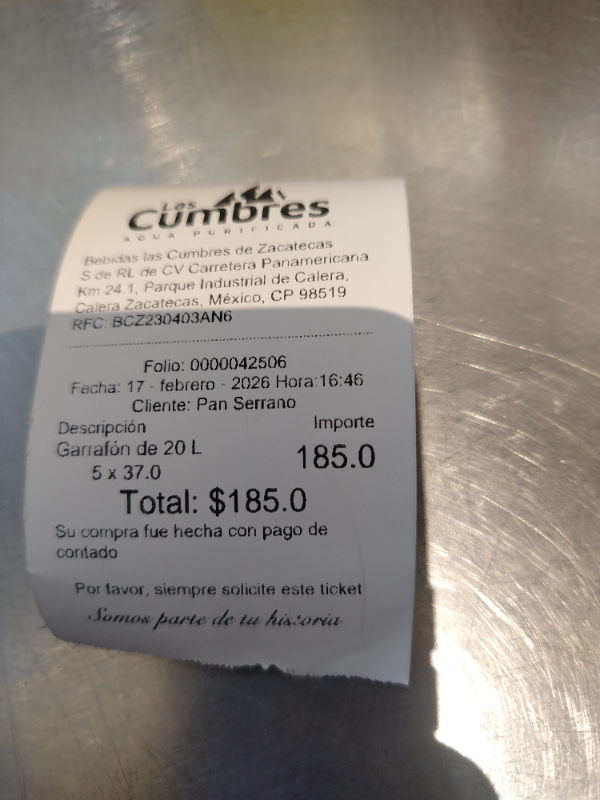 Las
Cumbres
AGUA PURIFICADA
Bebidas las Cumbres de Zacatecas
S de RL de CV Carretera Panamericana
Km 24.1, Parque Industrial de Calera,
Calera Zacatecas, México, CP 98519
RFC: BCZ230403AN6
Folio: 0000042506
Fecha: 17 - febrero - 2026 Hora:16:46
Cliente: Pan Serrano
Descripción Importe
Garrafón de 20 L 185.0
5 x 37.0
Total: $185.0
Su compra fue hecha con pago de
contado
Por favor, siempre solicite este ticket
Somos parte de tu historia